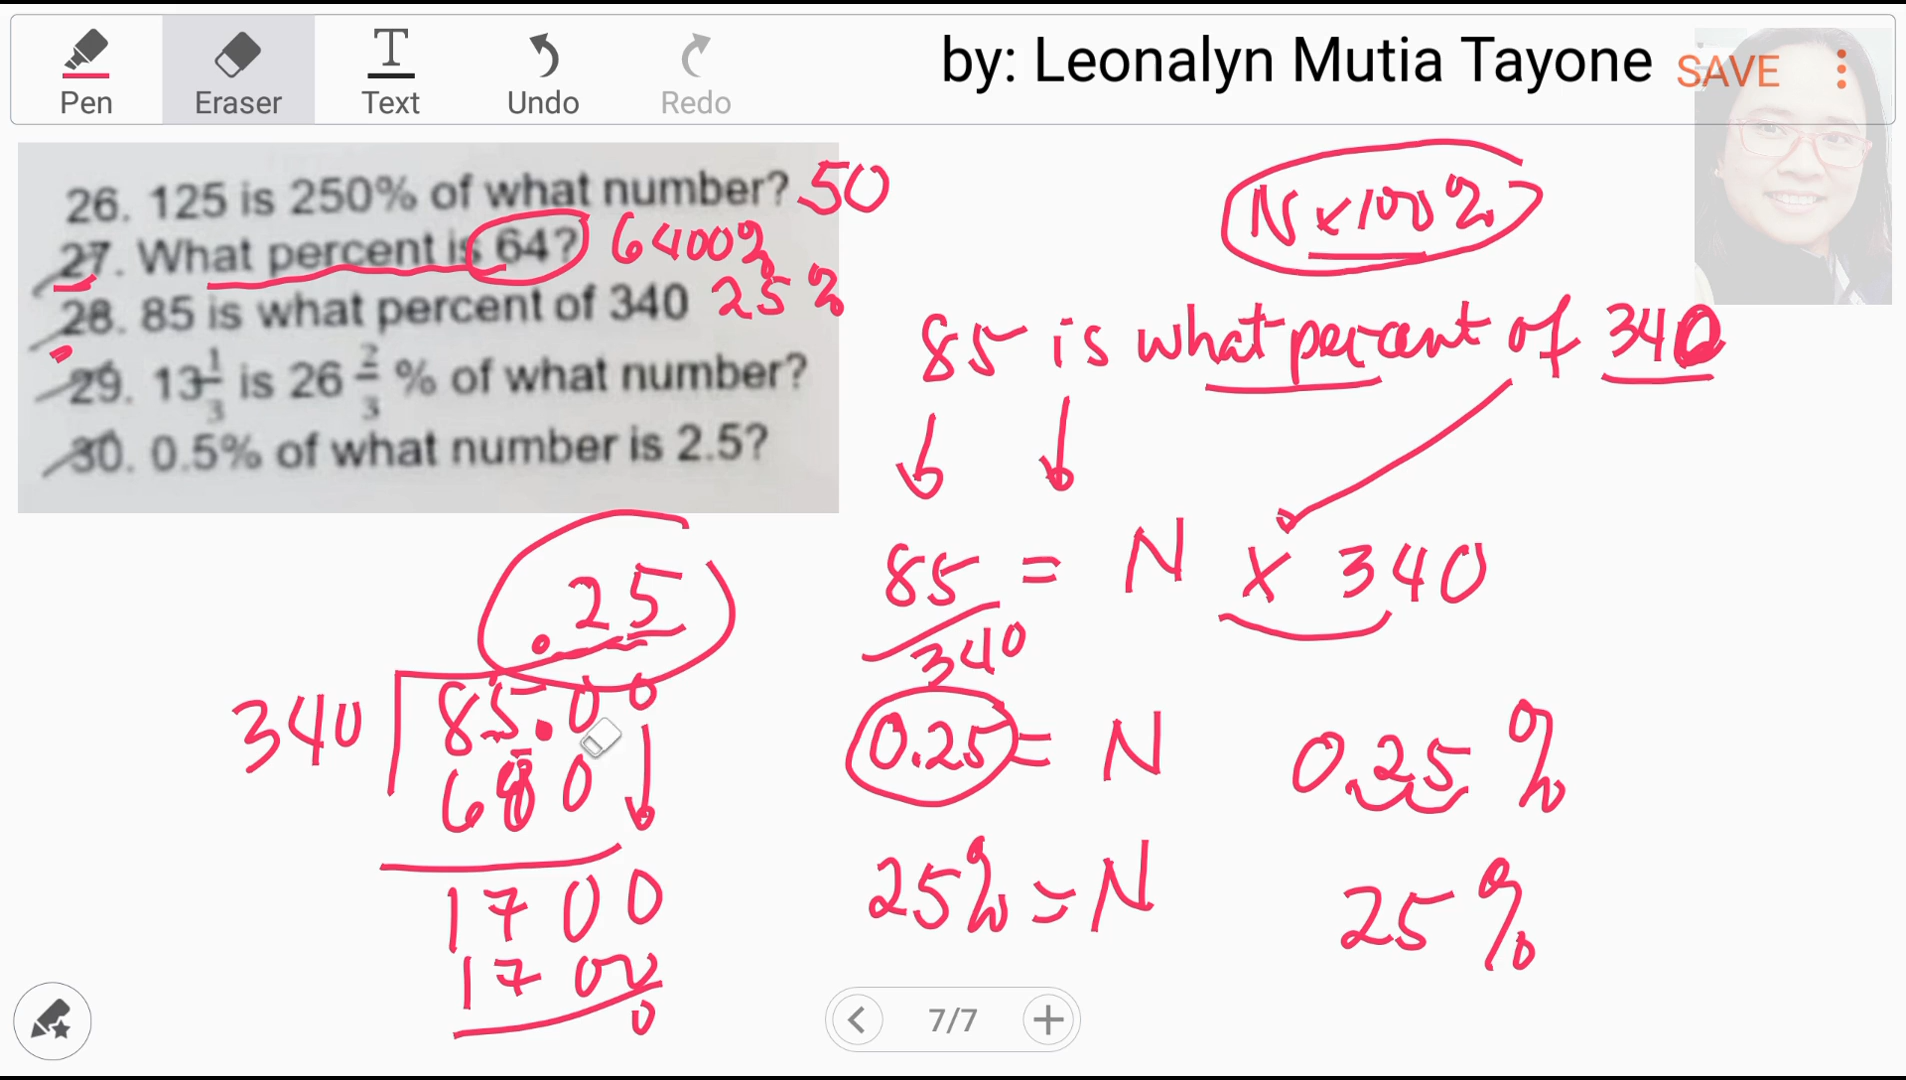 Pen Eraser Text Undo Redo by: Leonalyn Mutia Tayone SAVE
26. 125 is 250% of what number? 50
27. What percent is 64? 6400%
28. 85 is what percent of 340 25%
29. 13 1/3 is 26 2/3 % of what number?
30. 0.5% of what number is 2.5?
N x 100%
85 is what percent of 340
85 = N x 340
340
0.25 = N
25% = N
0.25%
25%
.25
340 85.00
680
1700
1700
0
7/7